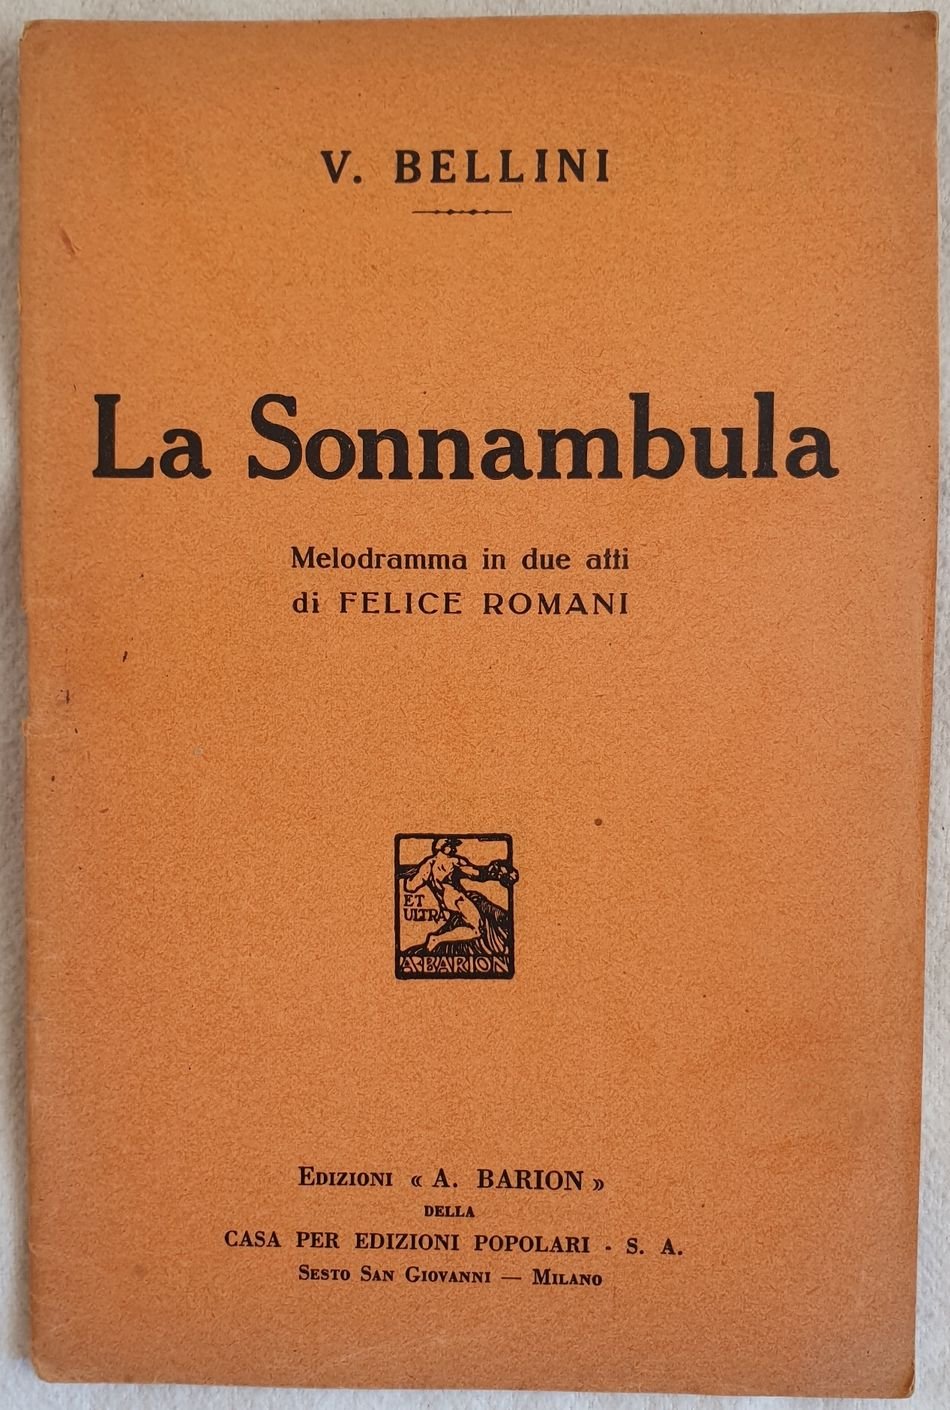 V. BELLINI
La Sonnambula
Melodramma in due atti
di FELICE ROMANI
ET
ULTRA
A·BARION
EDIZIONI « A. BARION »
DELLA
CASA PER EDIZIONI POPOLARI - S. A.
SESTO SAN GIOVANNI — MILANO